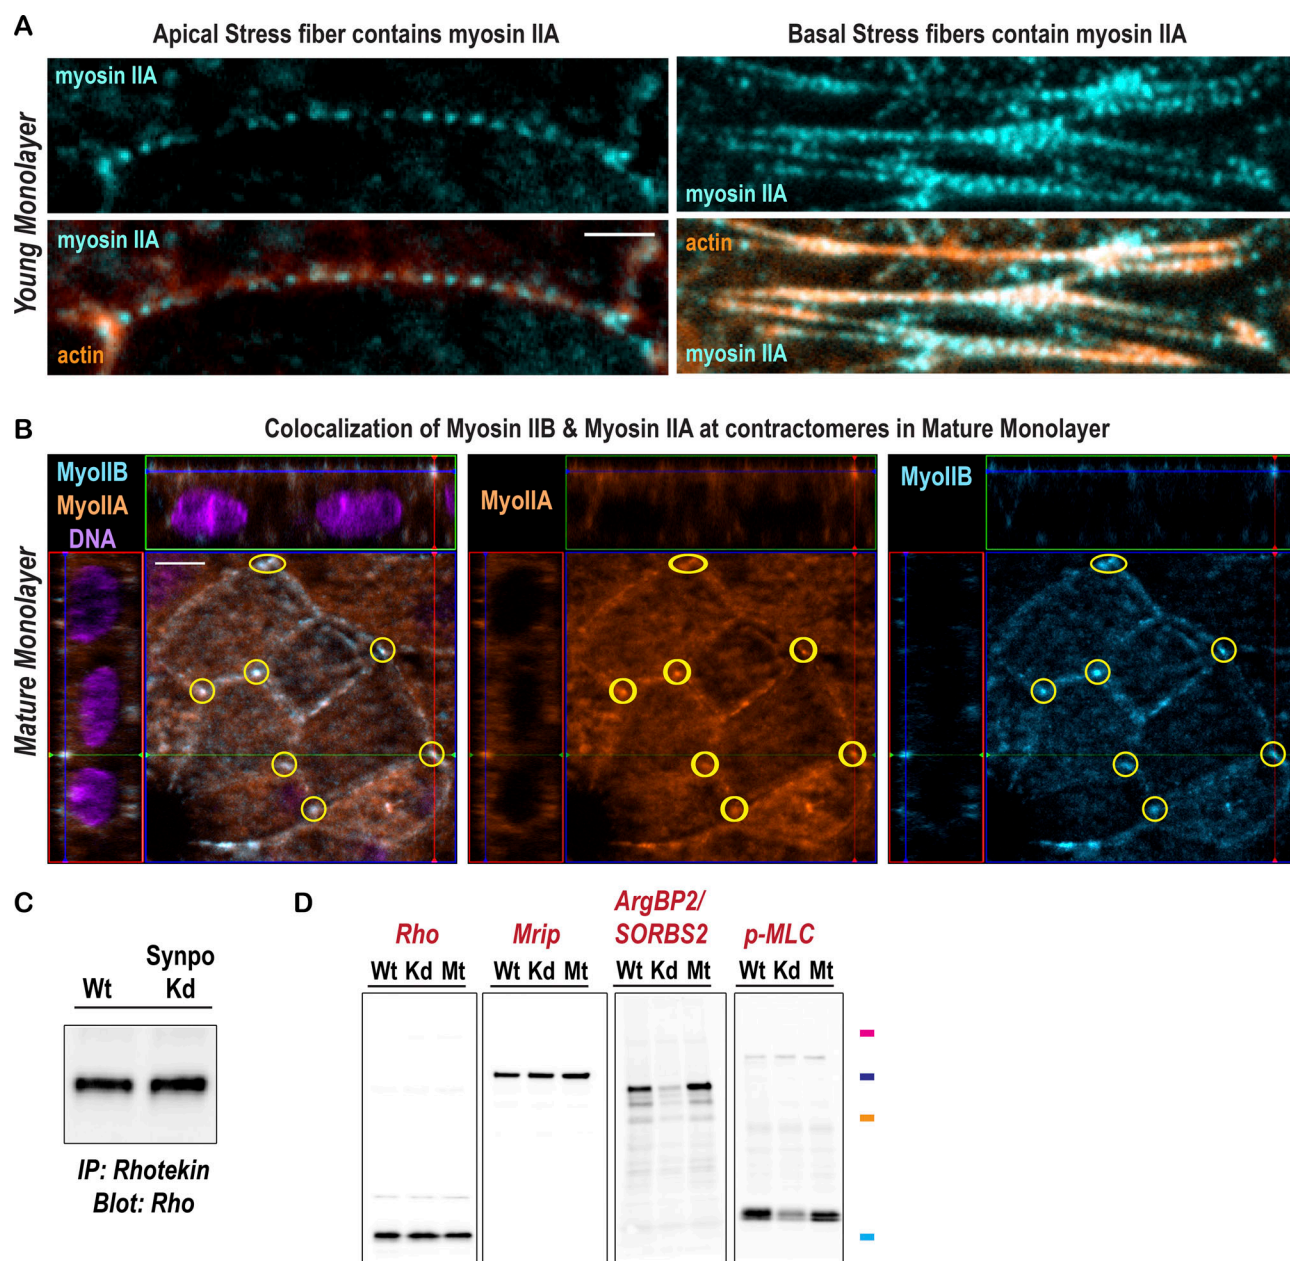 A
Apical Stress fiber contains myosin IIA
Basal Stress fibers contain myosin IIA
Young Monolayer
myosin IIA
myosin IIA
myosin IIA
actin
actin
myosin IIA
B
Colocalization of Myosin IIB & Myosin IIA at contractomeres in Mature Monolayer
Mature Monolayer
MyoIIB
MyoIIA
DNA
MyoIIA
MyoIIB
C
Wt
Synpo
Kd
IP: Rhotekin
Blot: Rho
D
Rho
Mrip
ArgBP2/
SORBS2
p-MLC
Wt Kd Mt
Wt Kd Mt
Wt Kd Mt
Wt Kd Mt